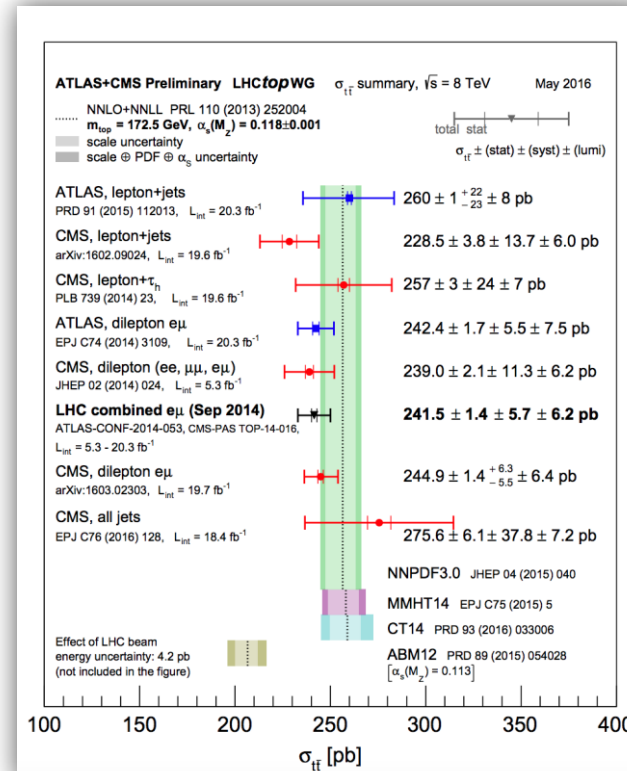 ATLAS+CMS Preliminary LHCtopWG σtt̄ summary, √s = 8 TeV May 2016
NNLO+NNLL PRL 110 (2013) 252004
mtop = 172.5 GeV, αs(MZ) = 0.118±0.001
scale uncertainty
scale ⊕ PDF ⊕ αS uncertainty
total stat
σtt̄ ± (stat) ± (syst) ± (lumi)
ATLAS, lepton+jets
PRD 91 (2015) 112013, Lint = 20.3 fb-1
260 ± 1 +22 −23 ± 8 pb
CMS, lepton+jets
arXiv:1602.09024, Lint = 19.6 fb-1
228.5 ± 3.8 ± 13.7 ± 6.0 pb
CMS, lepton+τh
PLB 739 (2014) 23, Lint = 19.6 fb-1
257 ± 3 ± 24 ± 7 pb
ATLAS, dilepton eμ
EPJ C74 (2014) 3109, Lint = 20.3 fb-1
242.4 ± 1.7 ± 5.5 ± 7.5 pb
CMS, dilepton (ee, μμ, eμ)
JHEP 02 (2014) 024, Lint = 5.3 fb-1
239.0 ± 2.1 ± 11.3 ± 6.2 pb
LHC combined eμ (Sep 2014)
ATLAS-CONF-2014-053, CMS-PAS TOP-14-016,
Lint = 5.3 - 20.3 fb-1
241.5 ± 1.4 ± 5.7 ± 6.2 pb
CMS, dilepton eμ
arXiv:1603.02303, Lint = 19.7 fb-1
244.9 ± 1.4 +6.3 −5.5 ± 6.4 pb
CMS, all jets
EPJ C76 (2016) 128, Lint = 18.4 fb-1
275.6 ± 6.1 ± 37.8 ± 7.2 pb
NNPDF3.0 JHEP 04 (2015) 040
MMHT14 EPJ C75 (2015) 5
CT14 PRD 93 (2016) 033006
ABM12 PRD 89 (2015) 054028
[αs(MZ) = 0.113]
Effect of LHC beam
energy uncertainty: 4.2 pb
(not included in the figure)
100 150 200 250 300 350 400
σtt̄ [pb]